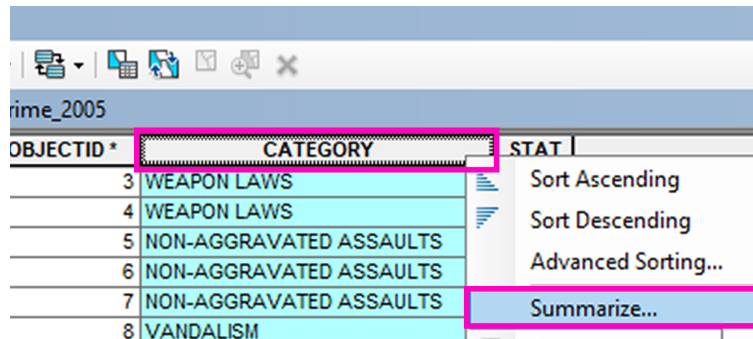 rime_2005
OBJECTID * CATEGORY STAT
3 WEAPON LAWS
4 WEAPON LAWS
5 NON-AGGRAVATED ASSAULTS
6 NON-AGGRAVATED ASSAULTS
7 NON-AGGRAVATED ASSAULTS
8 VANDALISM
Sort Ascending
Sort Descending
Advanced Sorting...
Summarize...